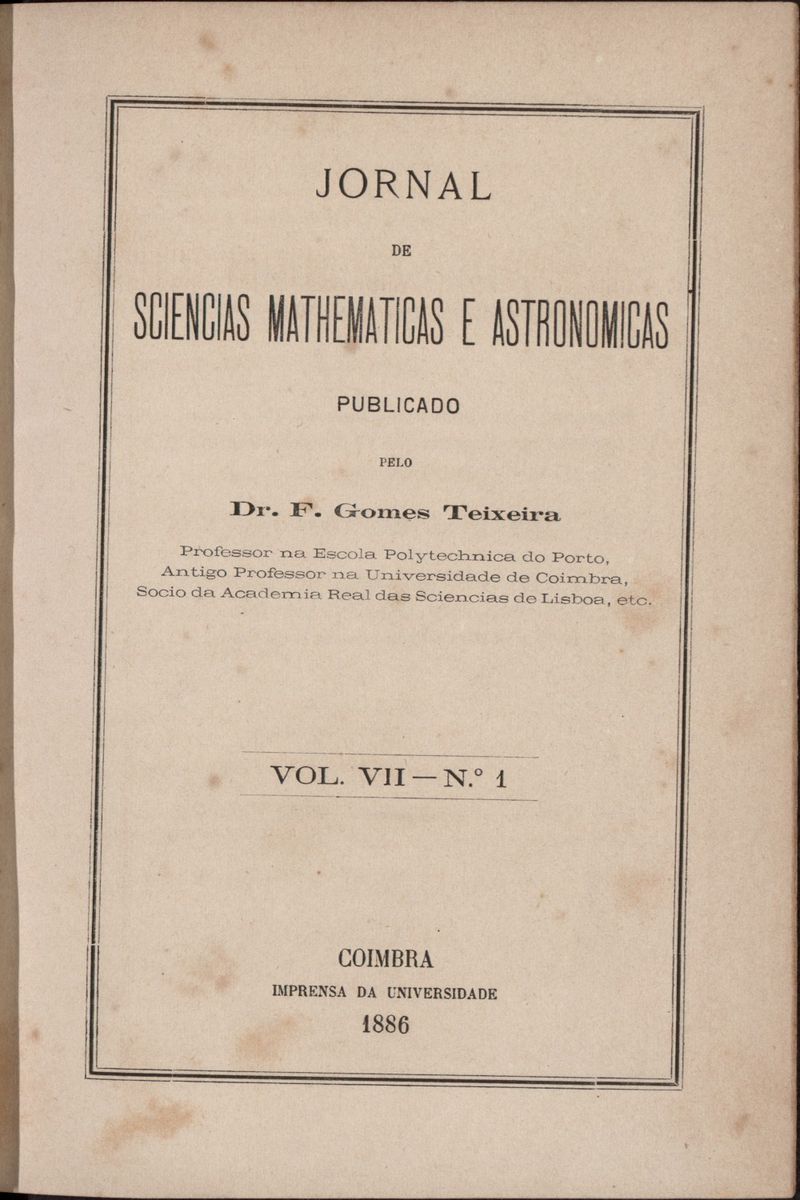 JORNAL
DE
SCIENCIAS MATHEMATICAS E ASTRONOMICAS
PUBLICADO
PELO
Dr. F. Gomes Teixeira
Professor na Escola Polytechnica do Porto,
Antigo Professor na Universidade de Coimbra,
Socio da Academia Real das Sciencias de Lisboa, etc.
VOL. VII — N.º 1
COIMBRA
IMPRENSA DA UNIVERSIDADE
1886